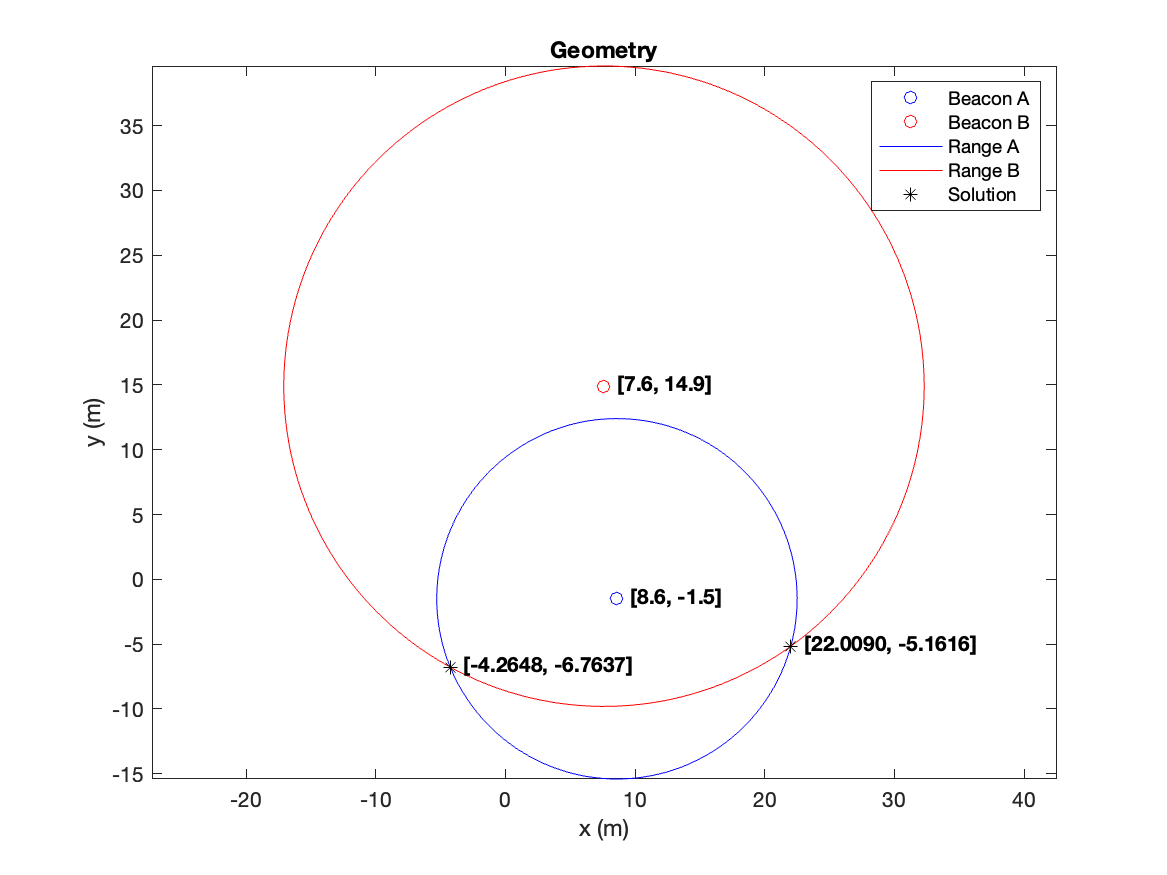 Geometry
Beacon A
Beacon B
Range A
Range B
Solution
35
30
25
20
15
10
5
0
-5
-10
-15
y (m)
[7.6, 14.9]
[8.6, -1.5]
[22.0090, -5.1616]
[-4.2648, -6.7637]
-20
-10
0
10
20
30
40
x (m)